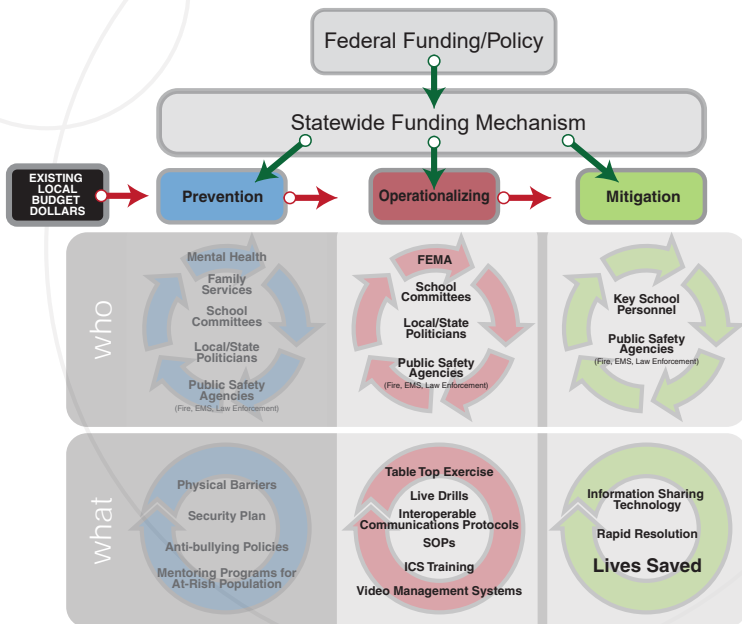 Federal Funding/Policy
Statewide Funding Mechanism
EXISTING
LOCAL
BUDGET
DOLLARS
Prevention
Operationalizing
Mitigation
who
Mental Health
Family
Services
School
Committees
Local/State
Politicians
Public Safety
Agencies
(Fire, EMS, Law Enforcement)
FEMA
School
Committees
Local/State
Politicians
Public Safety
Agencies
(Fire, EMS, Law Enforcement)
Key School
Personnel
Public Safety
Agencies
(Fire, EMS, Law Enforcement)
what
Physical Barriers
Security Plan
Anti-bullying Policies
Mentoring Programs for
At-Rish Population
Table Top Exercise
Live Drills
Interoperable
Communications Protocols
SOPs
ICS Training
Video Management Systems
Information Sharing
Technology
Rapid Resolution
Lives Saved